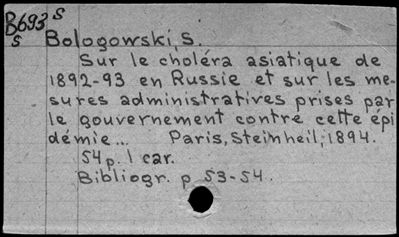 B693 S
S
Bologowski, S.
Sur le choléra asiatique de
1892-93 en Russie et sur les me-
sures administratives prises par
le gouvernement contre cette épi
démie... Paris, Steinheil, 1894.
54 p. 1 car.
Bibliogr. p 53-54.